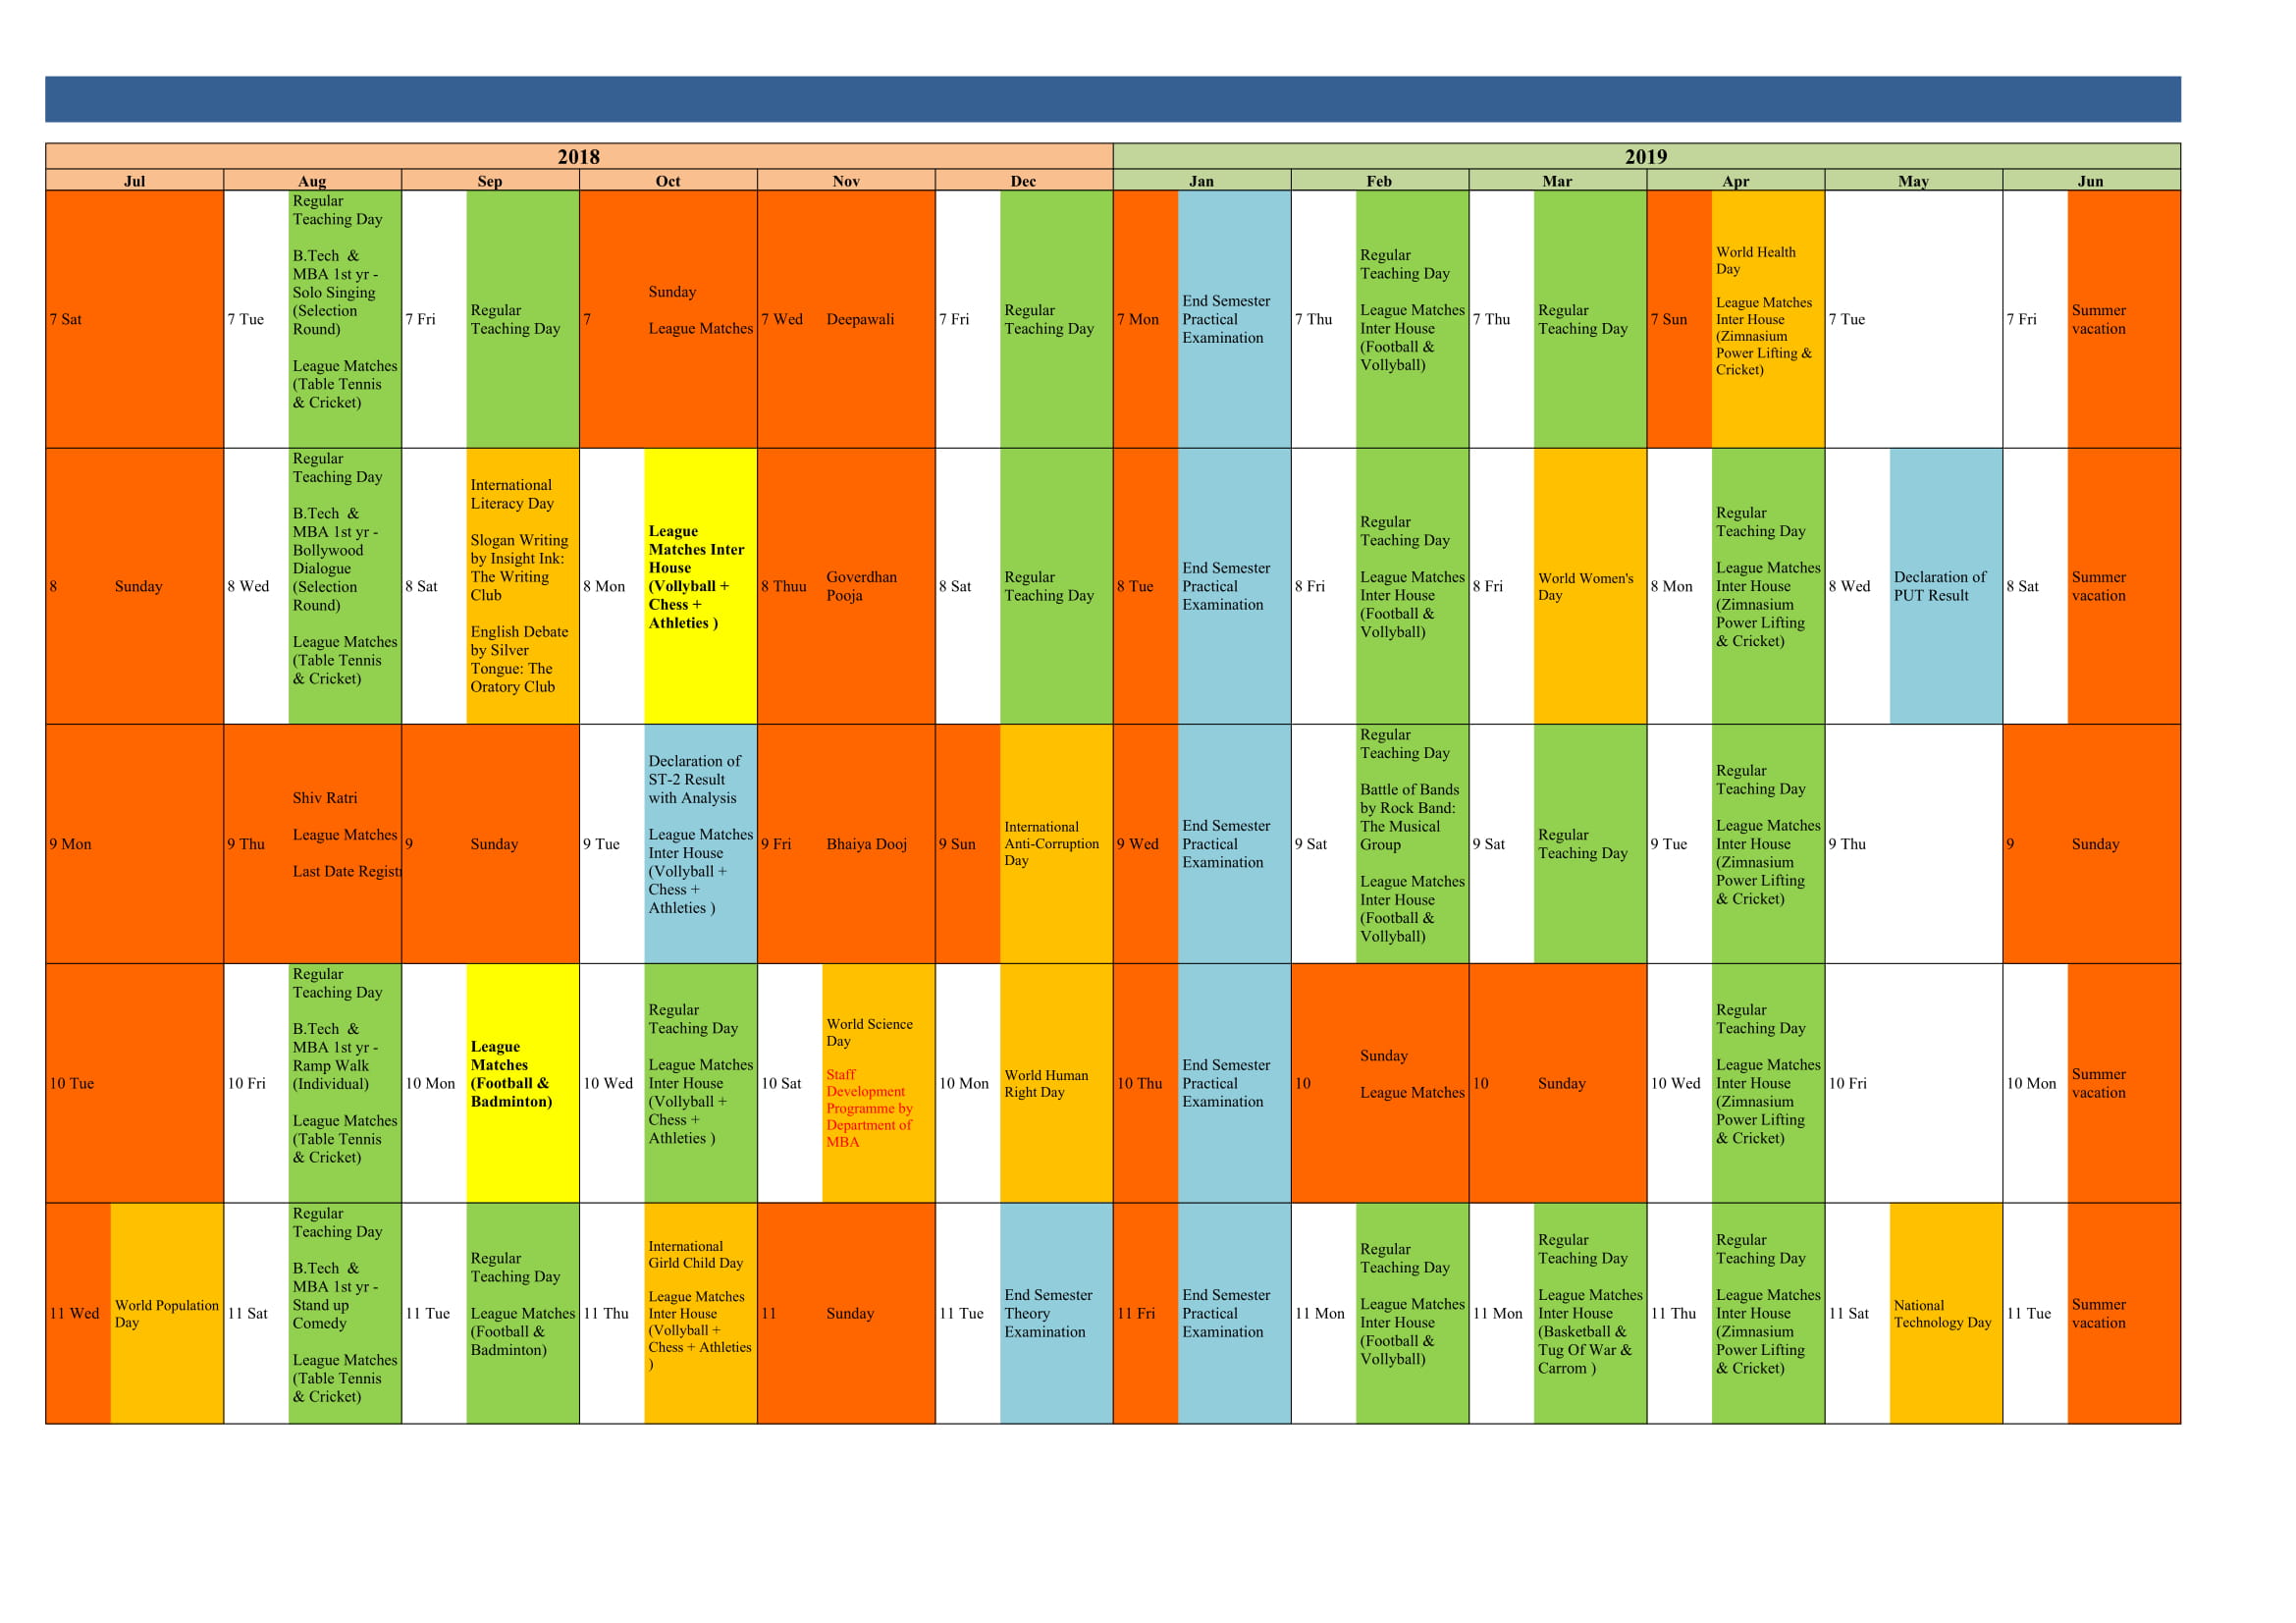 2018
2019
Jul
Aug
Sep
Oct
Nov
Dec
Jan
Feb
Mar
Apr
May
Jun
7 Sat
7 Tue
Regular
Teaching Day
B.Tech &
MBA 1st yr -
Solo Singing
(Selection
Round)
League Matches
(Table Tennis
& Cricket)
7 Fri
Regular
Teaching Day
7
Sunday
League Matches
7 Wed
Deepawali
7 Fri
Regular
Teaching Day
7 Mon
End Semester
Practical
Examination
7 Thu
Regular
Teaching Day
League Matches
Inter House
(Football &
Vollyball)
7 Thu
Regular
Teaching Day
7 Sun
World Health
Day
League Matches
Inter House
(Zimnasium
Power Lifting &
Cricket)
7 Tue
7 Fri
Summer
vacation
8
Sunday
8 Wed
Regular
Teaching Day
B.Tech &
MBA 1st yr -
Bollywood
Dialogue
(Selection
Round)
League Matches
(Table Tennis
& Cricket)
8 Sat
International
Literacy Day
Slogan Writing
by Insight Ink:
The Writing
Club
English Debate
by Silver
Tongue: The
Oratory Club
8 Mon
League
Matches Inter
House
(Vollyball +
Chess +
Athleties )
8 Thuu
Goverdhan
Pooja
8 Sat
Regular
Teaching Day
8 Tue
End Semester
Practical
Examination
8 Fri
Regular
Teaching Day
League Matches
Inter House
(Football &
Vollyball)
8 Fri
World Women's
Day
8 Mon
Regular
Teaching Day
League Matches
Inter House
(Zimnasium
Power Lifting
& Cricket)
8 Wed
Declaration of
PUT Result
8 Sat
Summer
vacation
9 Mon
9 Thu
Shiv Ratri
League Matches
Last Date Regist
9
Sunday
9 Tue
Declaration of
ST-2 Result
with Analysis
League Matches
Inter House
(Vollyball +
Chess +
Athleties )
9 Fri
Bhaiya Dooj
9 Sun
International
Anti-Corruption
Day
9 Wed
End Semester
Practical
Examination
9 Sat
Regular
Teaching Day
Battle of Bands
by Rock Band:
The Musical
Group
League Matches
Inter House
(Football &
Vollyball)
9 Sat
Regular
Teaching Day
9 Tue
Regular
Teaching Day
League Matches
Inter House
(Zimnasium
Power Lifting
& Cricket)
9 Thu
9
Sunday
10 Tue
10 Fri
Regular
Teaching Day
B.Tech &
MBA 1st yr -
Ramp Walk
(Individual)
League Matches
(Table Tennis
& Cricket)
10 Mon
League
Matches
(Football &
Badminton)
10 Wed
Regular
Teaching Day
League Matches
Inter House
(Vollyball +
Chess +
Athleties )
10 Sat
World Science
Day
Staff
Development
Programme by
Department of
MBA
10 Mon
World Human
Right Day
10 Thu
End Semester
Practical
Examination
10
Sunday
League Matches
10
Sunday
10 Wed
Regular
Teaching Day
League Matches
Inter House
(Zimnasium
Power Lifting
& Cricket)
10 Fri
10 Mon
Summer
vacation
11 Wed
World Population
Day
11 Sat
Regular
Teaching Day
B.Tech &
MBA 1st yr -
Stand up
Comedy
League Matches
(Table Tennis
& Cricket)
11 Tue
Regular
Teaching Day
League Matches
(Football &
Badminton)
11 Thu
International
Girld Child Day
League Matches
Inter House
(Vollyball +
Chess + Athleties
)
11
Sunday
11 Tue
End Semester
Theory
Examination
11 Fri
End Semester
Practical
Examination
11 Mon
Regular
Teaching Day
League Matches
Inter House
(Football &
Vollyball)
11 Mon
Regular
Teaching Day
League Matches
Inter House
(Basketball &
Tug Of War &
Carrom )
11 Thu
Regular
Teaching Day
League Matches
Inter House
(Zimnasium
Power Lifting
& Cricket)
11 Sat
National
Technology Day
11 Tue
Summer
vacation